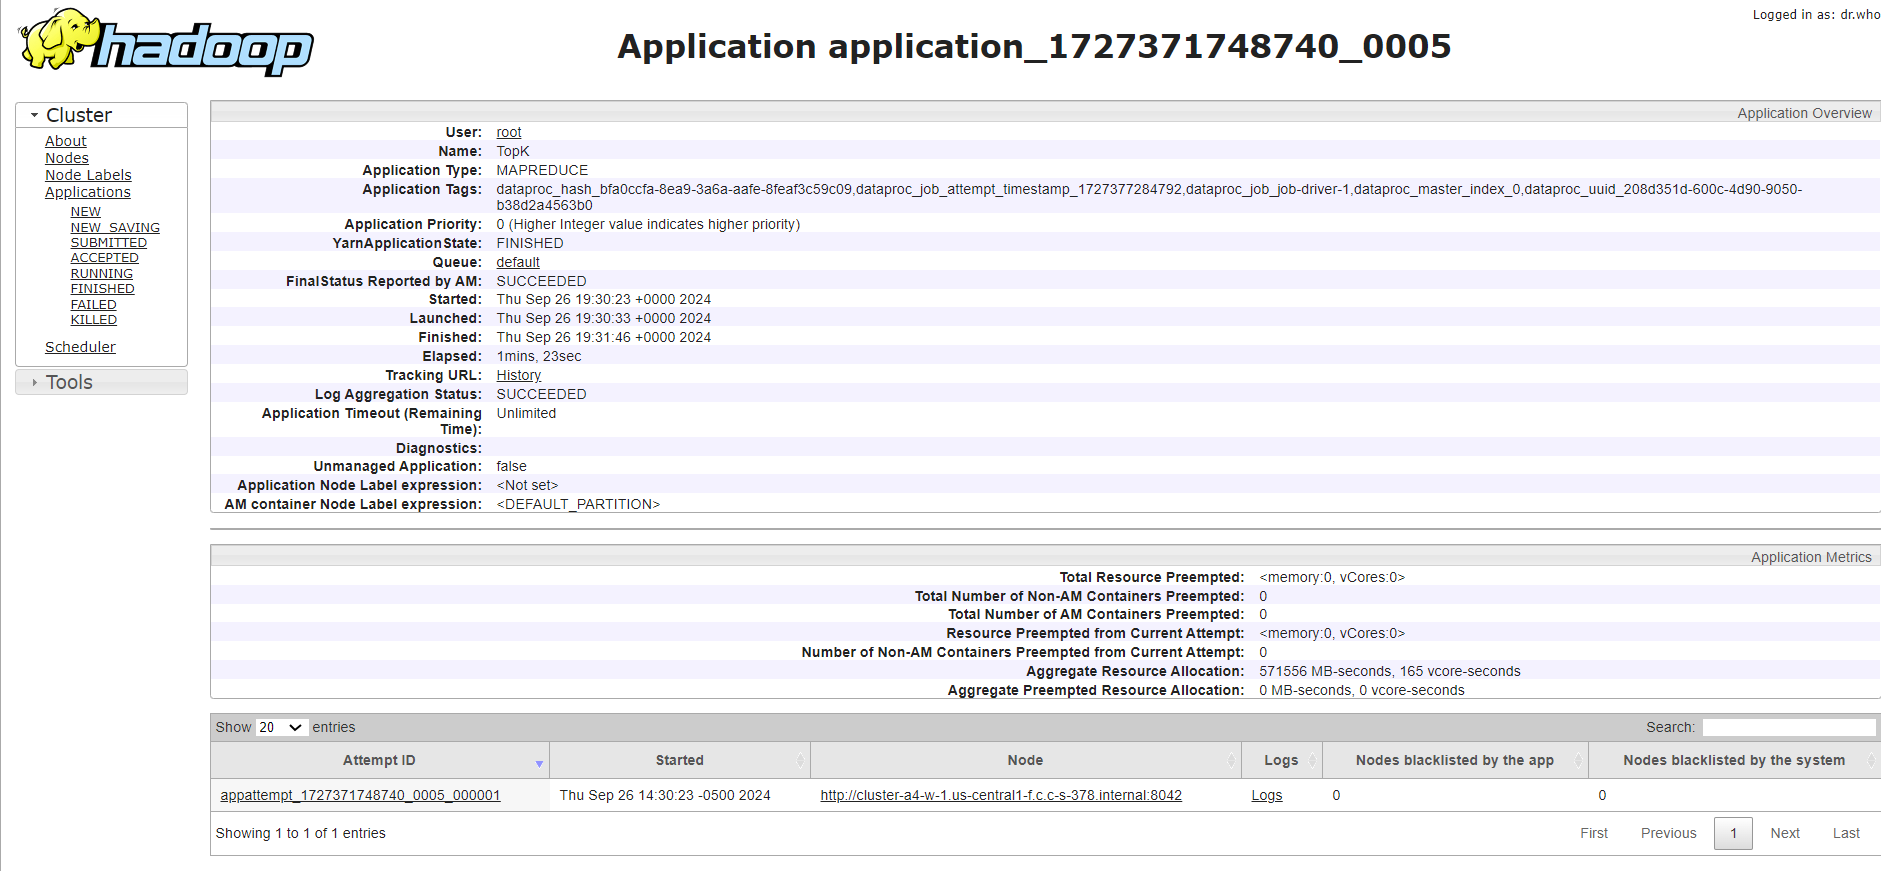 Logged in as: dr.who
hadoop
Application application_1727371748740_0005
Cluster
About
Nodes
Node Labels
Applications
NEW
NEW_SAVING
SUBMITTED
ACCEPTED
RUNNING
FINISHED
FAILED
KILLED
Scheduler
Tools
Application Overview
User: root
Name: TopK
Application Type: MAPREDUCE
Application Tags: dataproc_hash_bfa0ccfa-8ea9-3a6a-aafe-8feaf3c59c09,dataproc_job_attempt_timestamp_1727377284792,dataproc_job_job-driver-1,dataproc_master_index_0,dataproc_uuid_208d351d-600c-4d90-9050-
b38d2a4563b0
Application Priority: 0 (Higher Integer value indicates higher priority)
YarnApplicationState: FINISHED
Queue: default
FinalStatus Reported by AM: SUCCEEDED
Started: Thu Sep 26 19:30:23 +0000 2024
Launched: Thu Sep 26 19:30:33 +0000 2024
Finished: Thu Sep 26 19:31:46 +0000 2024
Elapsed: 1mins, 23sec
Tracking URL: History
Log Aggregation Status: SUCCEEDED
Application Timeout (Remaining Unlimited
Time):
Diagnostics:
Unmanaged Application: false
Application Node Label expression: <Not set>
AM container Node Label expression: <DEFAULT_PARTITION>
Application Metrics
Total Resource Preempted: <memory:0, vCores:0>
Total Number of Non-AM Containers Preempted: 0
Total Number of AM Containers Preempted: 0
Resource Preempted from Current Attempt: <memory:0, vCores:0>
Number of Non-AM Containers Preempted from Current Attempt: 0
Aggregate Resource Allocation: 571556 MB-seconds, 165 vcore-seconds
Aggregate Preempted Resource Allocation: 0 MB-seconds, 0 vcore-seconds
Show 20 entries Search:
Attempt ID Started Node Logs Nodes blacklisted by the app Nodes blacklisted by the system
appattempt_1727371748740_0005_000001 Thu Sep 26 14:30:23 -0500 2024 http://cluster-a4-w-1.us-central1-f.c.c-s-378.internal:8042 Logs 0 0
Showing 1 to 1 of 1 entries First Previous 1 Next Last